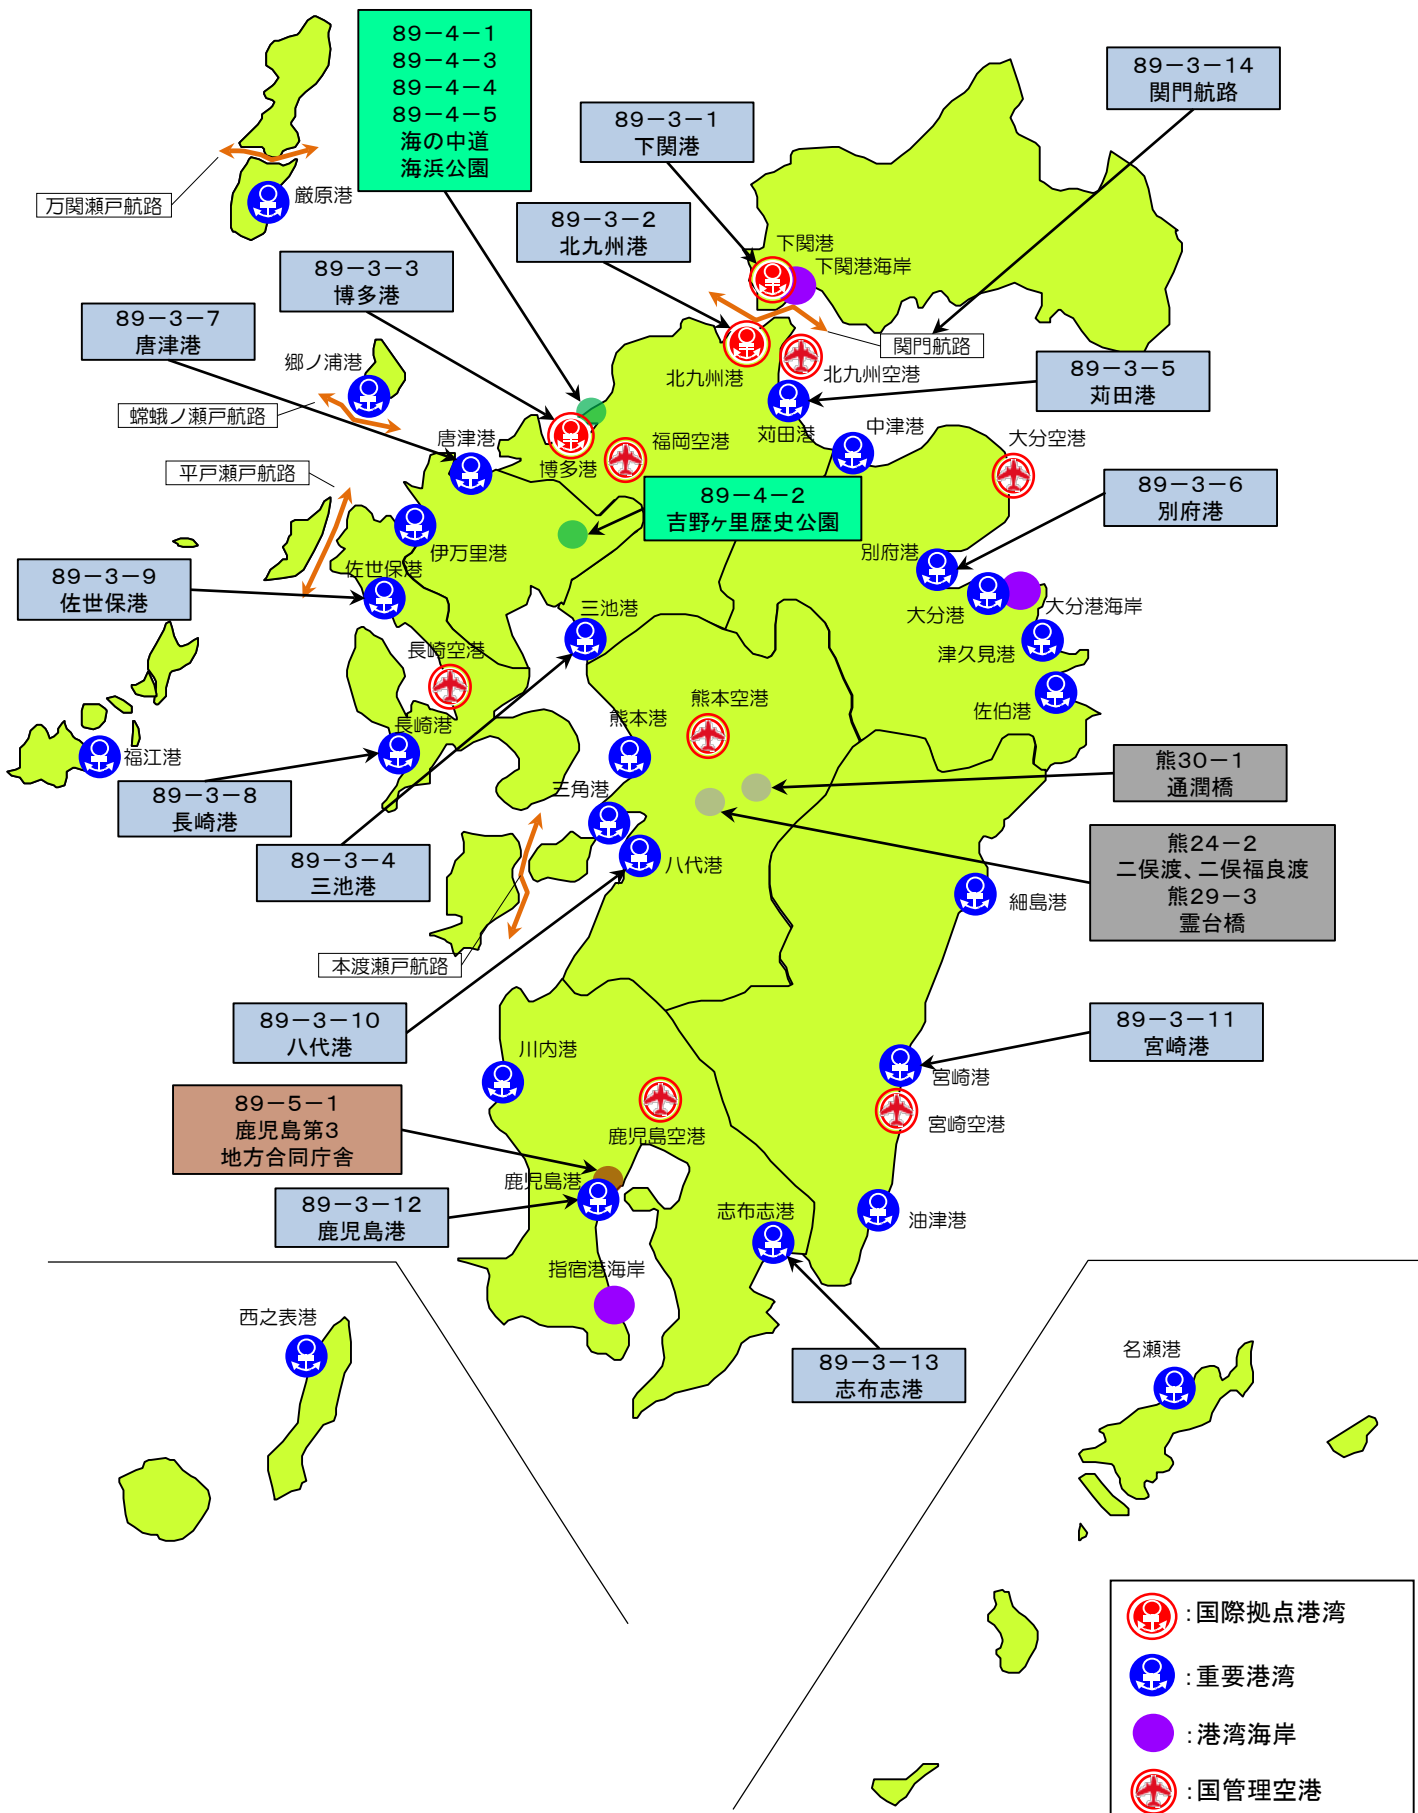 89－4－1
89－4－3
89－4－4
89－4－5
海の中道
海浜公園
89－3－14
関門航路
89－3－1
下関港
万関瀬戸航路
厳原港
89－3－2
北九州港
下関港
下関港海岸
89－3－3
博多港
89－3－7
唐津港
郷ノ浦港
関門航路
北九州港
北九州空港
89－3－5
苅田港
蟐蛾ノ瀬戸航路
唐津港
博多港
福岡空港
苅田港
中津港
大分空港
平戸瀬戸航路
89－4－2
吉野ヶ里歴史公園
89－3－6
別府港
伊万里港
別府港
89－3－9
佐世保港
佐世保港
三池港
大分港
大分港海岸
長崎空港
津久見港
熊本空港
佐伯港
長崎港
熊本港
福江港
熊30－1
通潤橋
89－3－8
長崎港
三角港
89－3－4
三池港
八代港
熊24－2
二俣渡、二俣福良渡
熊29－3
霊台橋
細島港
本渡瀬戸航路
89－3－10
八代港
川内港
89－3－11
宮崎港
宮崎港
89－5－1
鹿児島第3
地方合同庁舎
鹿児島空港
宮崎空港
鹿児島港
89－3－12
鹿児島港
志布志港
油津港
指宿港海岸
西之表港
89－3－13
志布志港
名瀬港
：国際拠点港湾
：重要港湾
：港湾海岸
：国管理空港